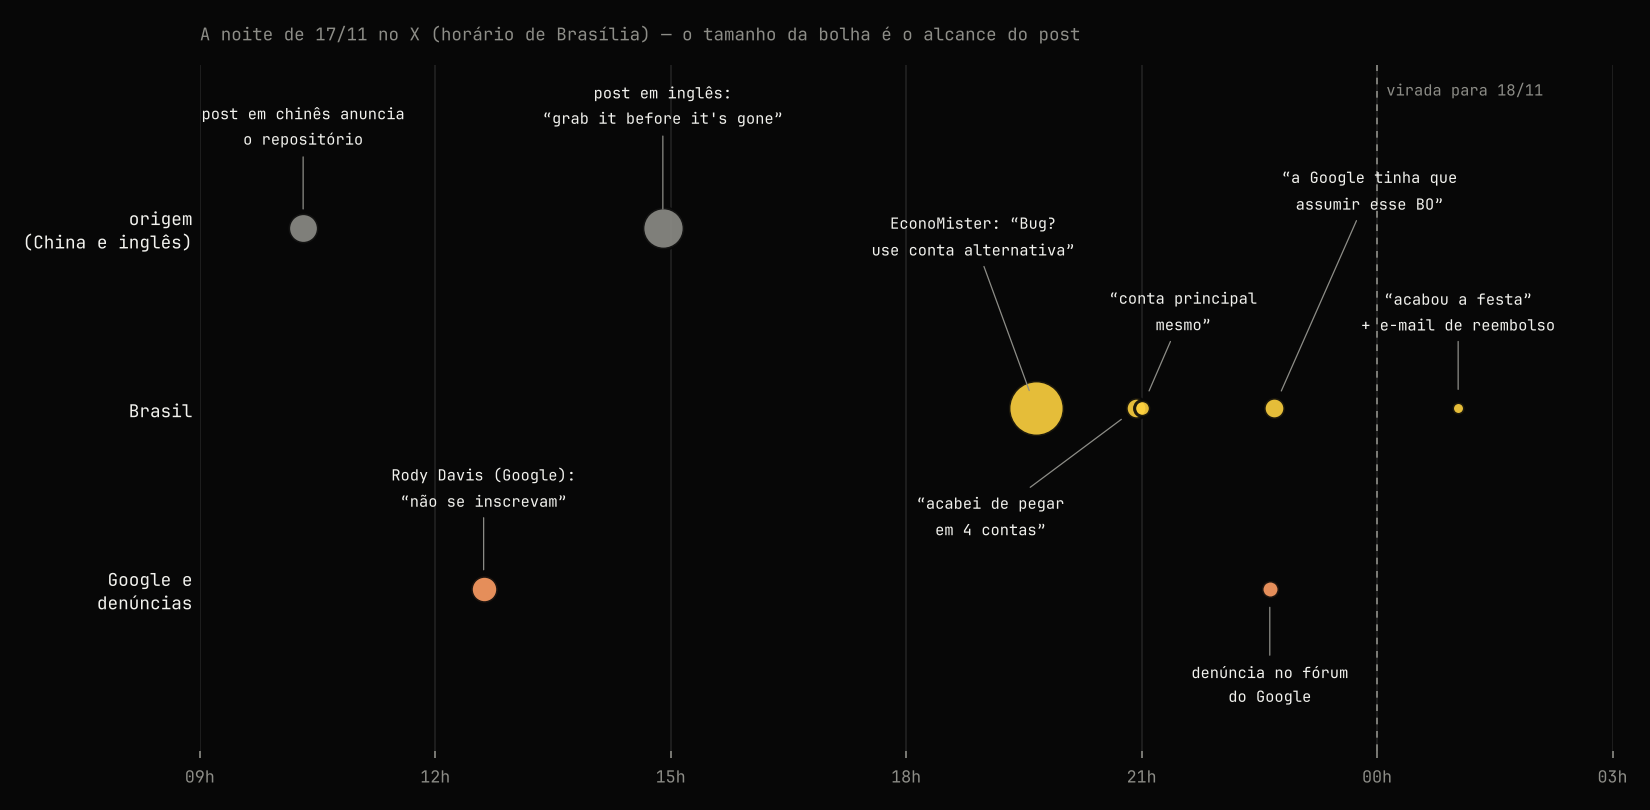 A noite de 17/11 no X (horário de Brasília) — o tamanho da bolha é o alcance do post
virada para 18/11
post em chinês anuncia
o repositório
post em inglês:
“grab it before it's gone”
“a Google tinha que
assumir esse BO”
origem
(China e inglês)
EconoMister: “Bug?
use conta alternativa”
“conta principal
mesmo”
“acabou a festa”
+ e-mail de reembolso
Brasil
“acabei de pegar
em 4 contas”
Rody Davis (Google):
“não se inscrevam”
Google e
denúncias
denúncia no fórum
do Google
09h
12h
15h
18h
21h
00h
03h